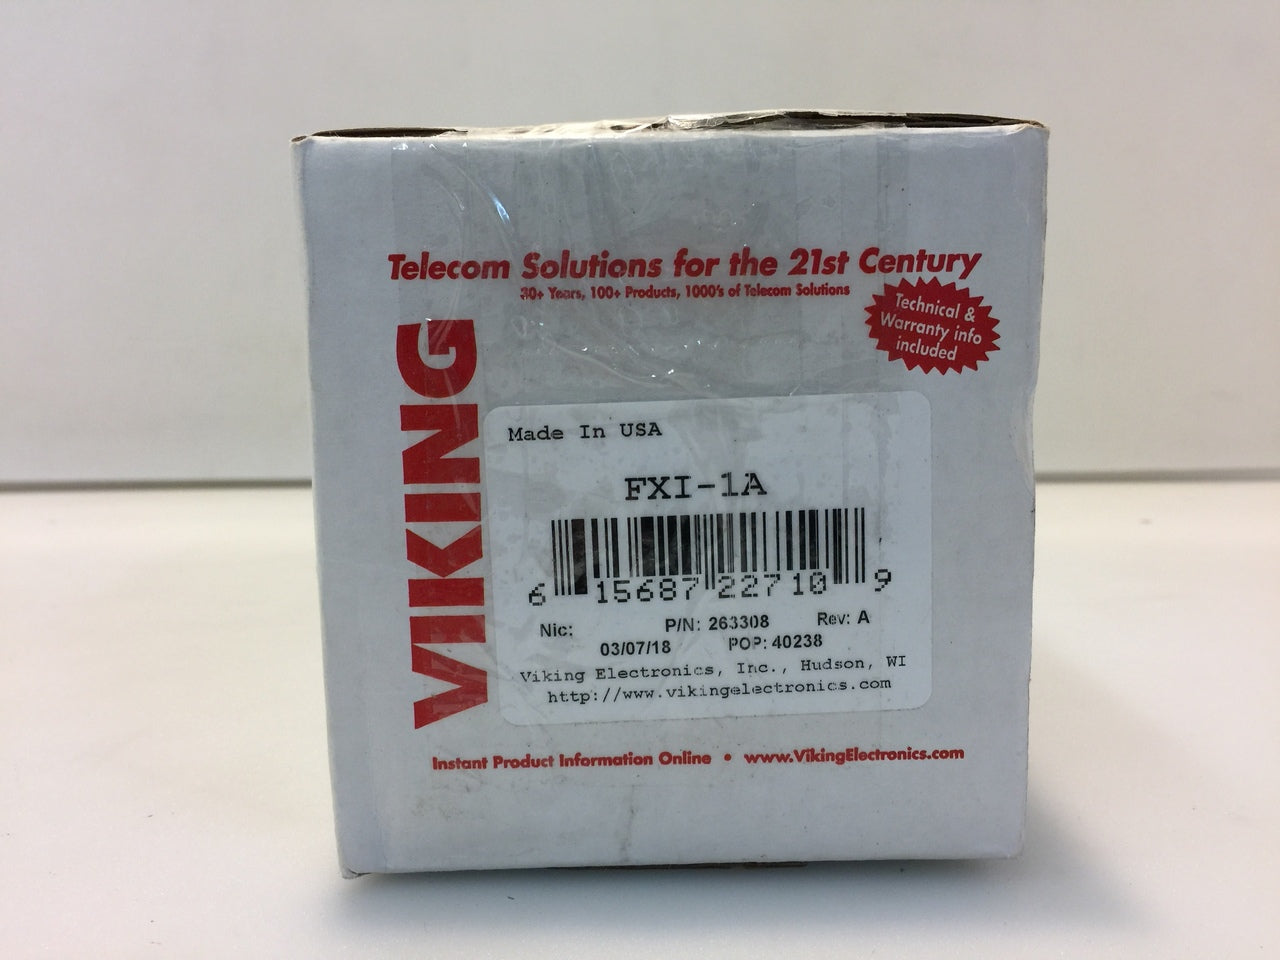 Telecom Solutions for the 21st Century
30+ Years, 100+ Products, 1000's of Telecom Solutions
Technical &
Warranty info
included
VIKING
Made In USA
FXI-1A
6 15687 22710 9
Nic: P/N: 263308 Rev: A
03/07/18 POP: 40238
Viking Electronics, Inc., Hudson, WI
http://www.vikingelectronics.com
Instant Product Information Online • www.VikingElectronics.com